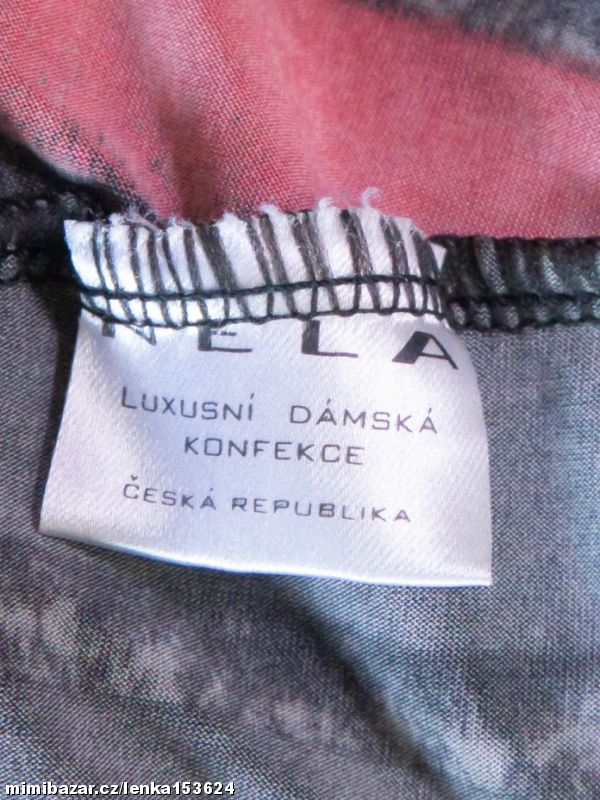 NELA
LUXUSNÍ DÁMSKÁ
KONFEKCE
ČESKÁ REPUBLIKA
mimibazar.cz/lenka153624